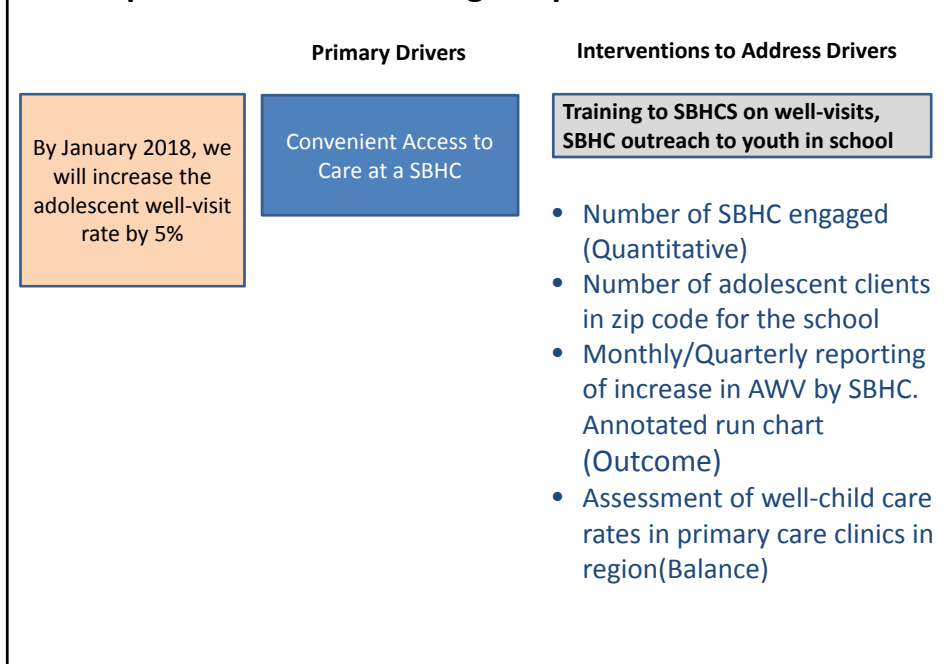 Primary Drivers
Interventions to Address Drivers
By January 2018, we
will increase the
adolescent well-visit
rate by 5%
Convenient Access to
Care at a SBHC
Training to SBHCS on well-visits,
SBHC outreach to youth in school
• Number of SBHC engaged
(Quantitative)
• Number of adolescent clients
in zip code for the school
• Monthly/Quarterly reporting
of increase in AWV by SBHC.
Annotated run chart
(Outcome)
• Assessment of well-child care
rates in primary care clinics in
region(Balance)